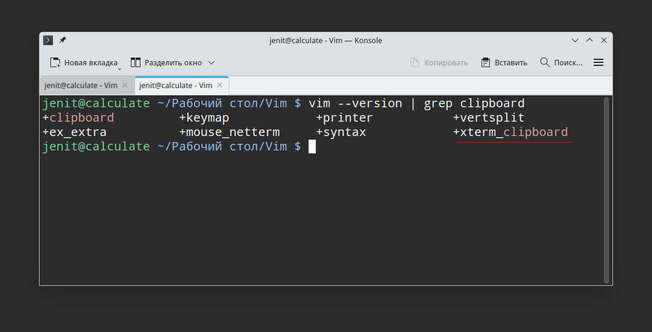 jenit@calculate - Vim — Konsole
Новая вкладка Разделить окно Копировать Вставить Поиск...
jenit@calculate - Vim jenit@calculate - Vim
jenit@calculate ~/Рабочий стол/Vim $ vim --version | grep clipboard
+clipboard +keymap +printer +vertsplit
+ex_extra +mouse_netterm +syntax +xterm_clipboard
jenit@calculate ~/Рабочий стол/Vim $